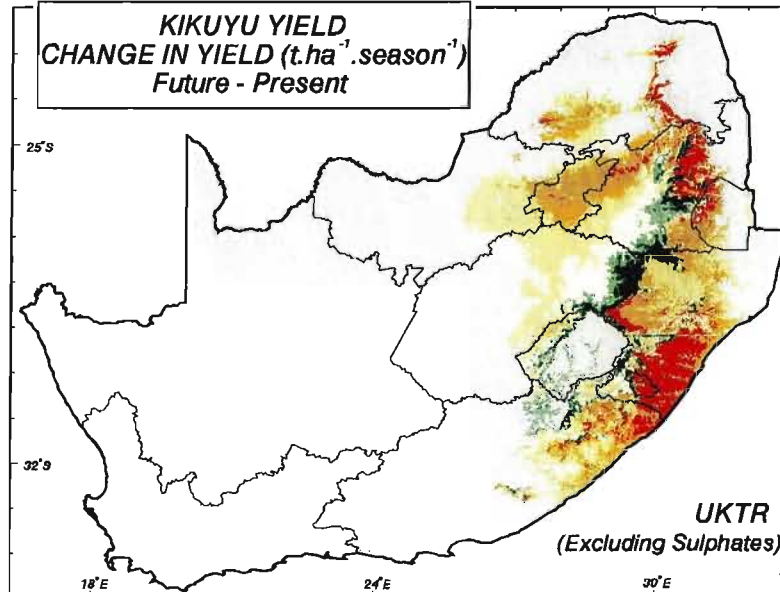 KIKUYU YIELD
CHANGE IN YIELD (t.ha⁻¹.season⁻¹)
Future - Present
25°S
32°S
UKTR
(Excluding Sulphates)
18°E
24°E
30°E